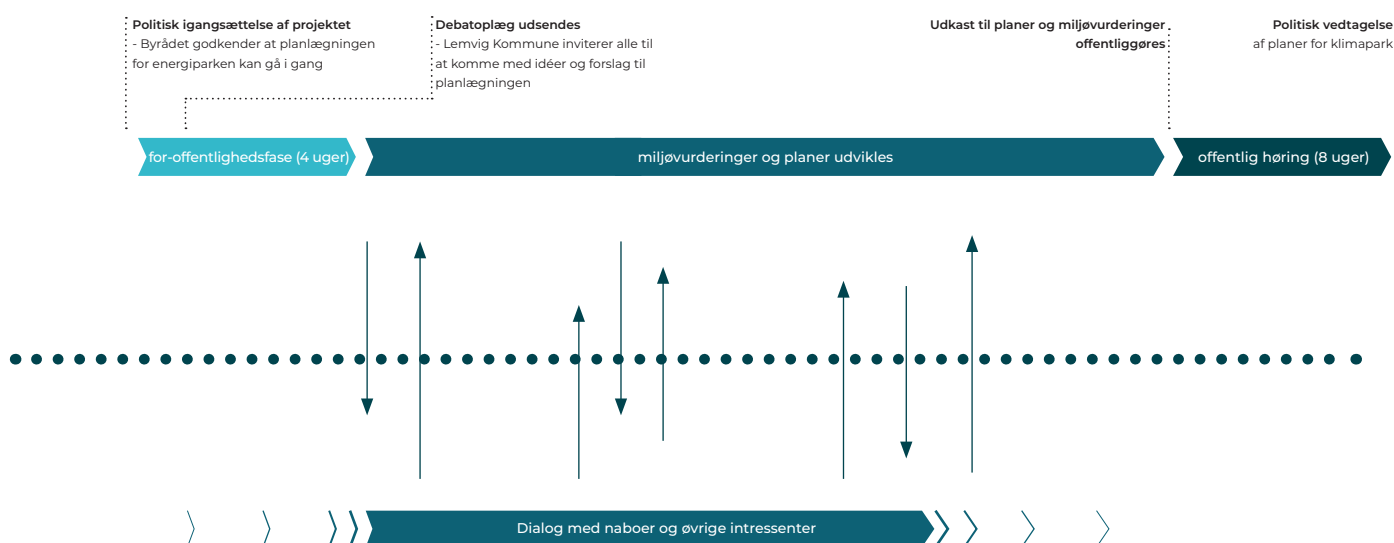 Politisk igangsættelse af projektet
- Byrådet godkender at planlægningen
for energiparken kan gå i gang
Debatoplæg udsendes
- Lemvig Kommune inviterer alle til
at komme med idéer og forslag til
planlægningen
Udkast til planer og miljøvurderinger
offentliggøres
Politisk vedtagelse
af planer for klimapark
for-offentlighedsfase (4 uger)
miljøvurderinger og planer udvikles
offentlig høring (8 uger)
Dialog med naboer og øvrige intressenter